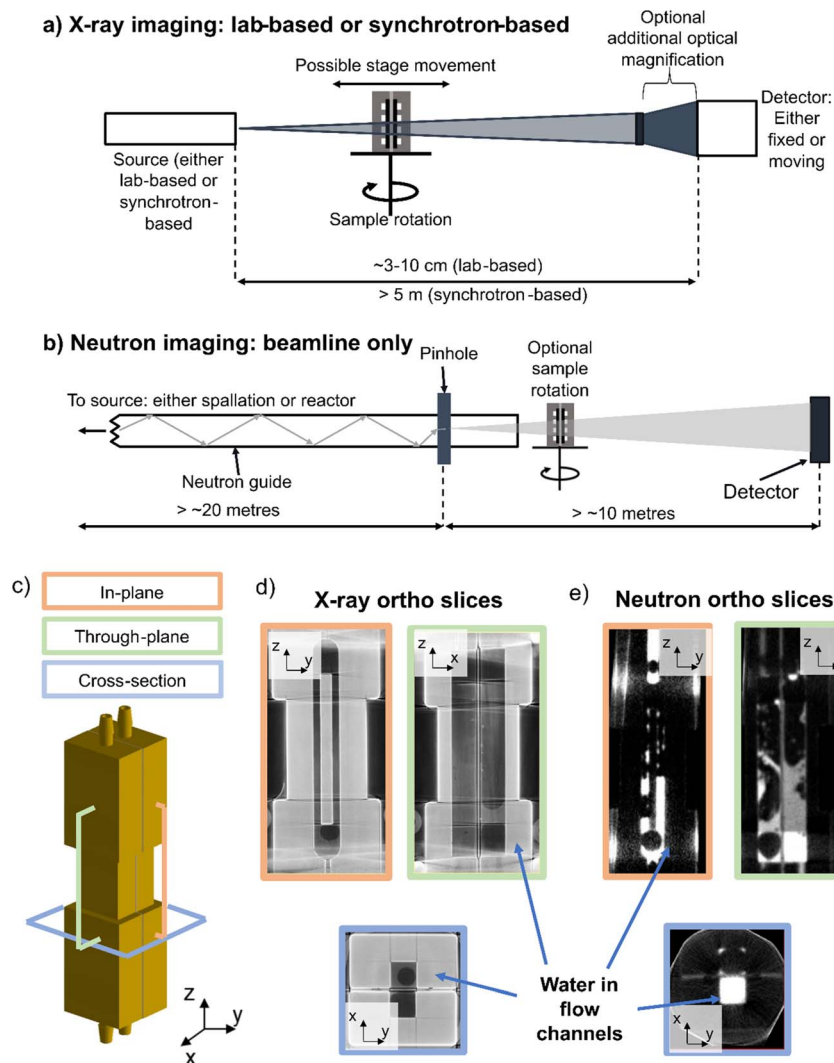 a) X-ray imaging: lab-based or synchrotron-based
Optional
additional optical
magnification
Possible stage movement
Detector:
Either
fixed or
moving
Source (either
lab-based or
synchrotron-
based
Sample rotation
~3-10 cm (lab-based)
> 5 m (synchrotron-based)
b) Neutron imaging: beamline only
Pinhole
Optional
sample
rotation
To source: either spallation or reactor
Neutron guide
Detector
> ~20 metres
> ~10 metres
c)
In-plane
Through-plane
Cross-section
z
y
x
d)
X-ray ortho slices
z
y
z
x
x
y
e)
Neutron ortho slices
z
y
z
x
y
Water in
flow
channels